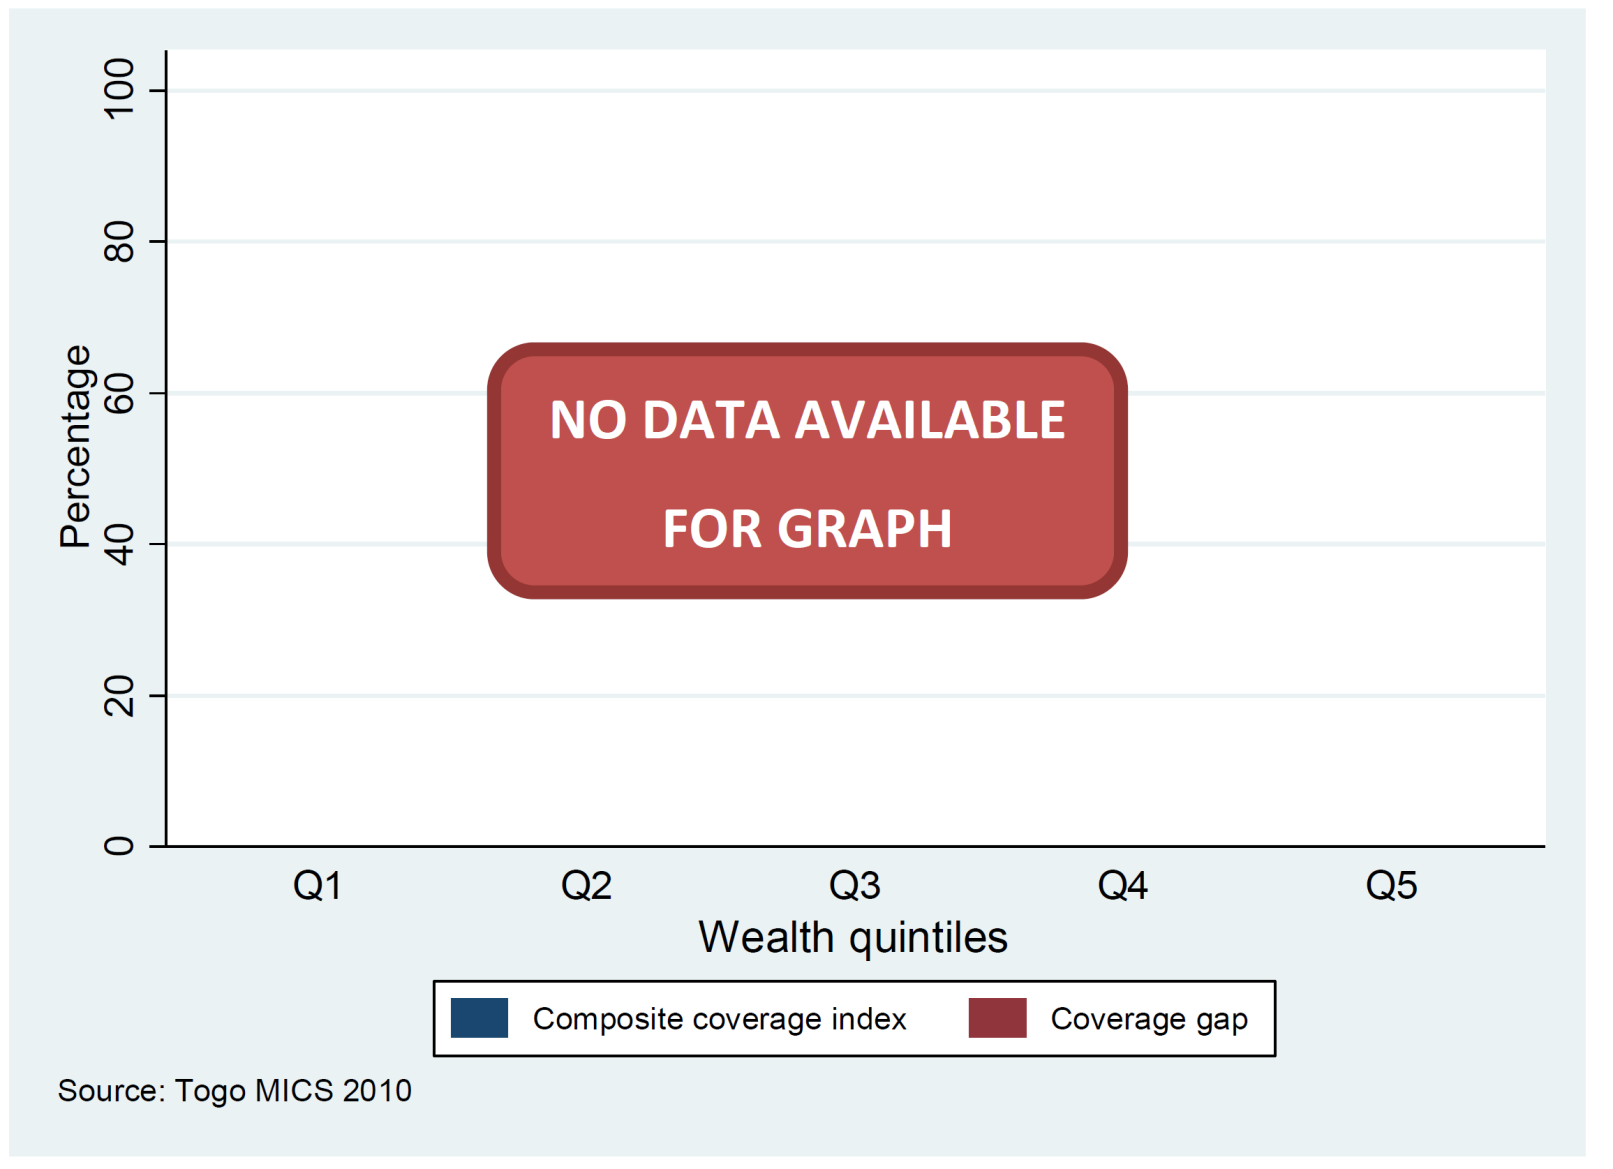 100
80
60
40
20
0
Percentage
NO DATA AVAILABLE
FOR GRAPH
Q1 Q2 Q3 Q4 Q5
Wealth quintiles
Composite coverage index Coverage gap
Source: Togo MICS 2010